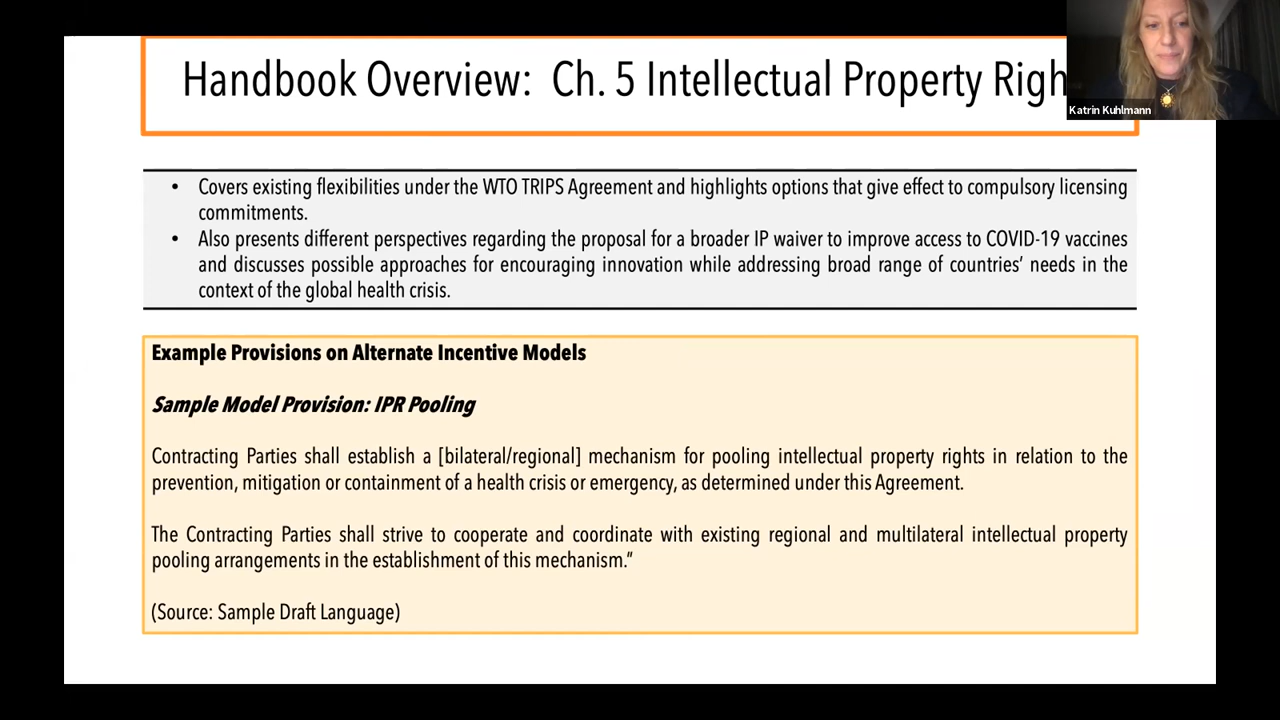 Handbook Overview: Ch. 5 Intellectual Property Righ
Katrin Kuhlmann
• Covers existing flexibilities under the WTO TRIPS Agreement and highlights options that give effect to compulsory licensing
commitments.
• Also presents different perspectives regarding the proposal for a broader IP waiver to improve access to COVID-19 vaccines
and discusses possible approaches for encouraging innovation while addressing broad range of countries’ needs in the
context of the global health crisis.
Example Provisions on Alternate Incentive Models
Sample Model Provision: IPR Pooling
Contracting Parties shall establish a [bilateral/regional] mechanism for pooling intellectual property rights in relation to the
prevention, mitigation or containment of a health crisis or emergency, as determined under this Agreement.
The Contracting Parties shall strive to cooperate and coordinate with existing regional and multilateral intellectual property
pooling arrangements in the establishment of this mechanism.”
(Source: Sample Draft Language)